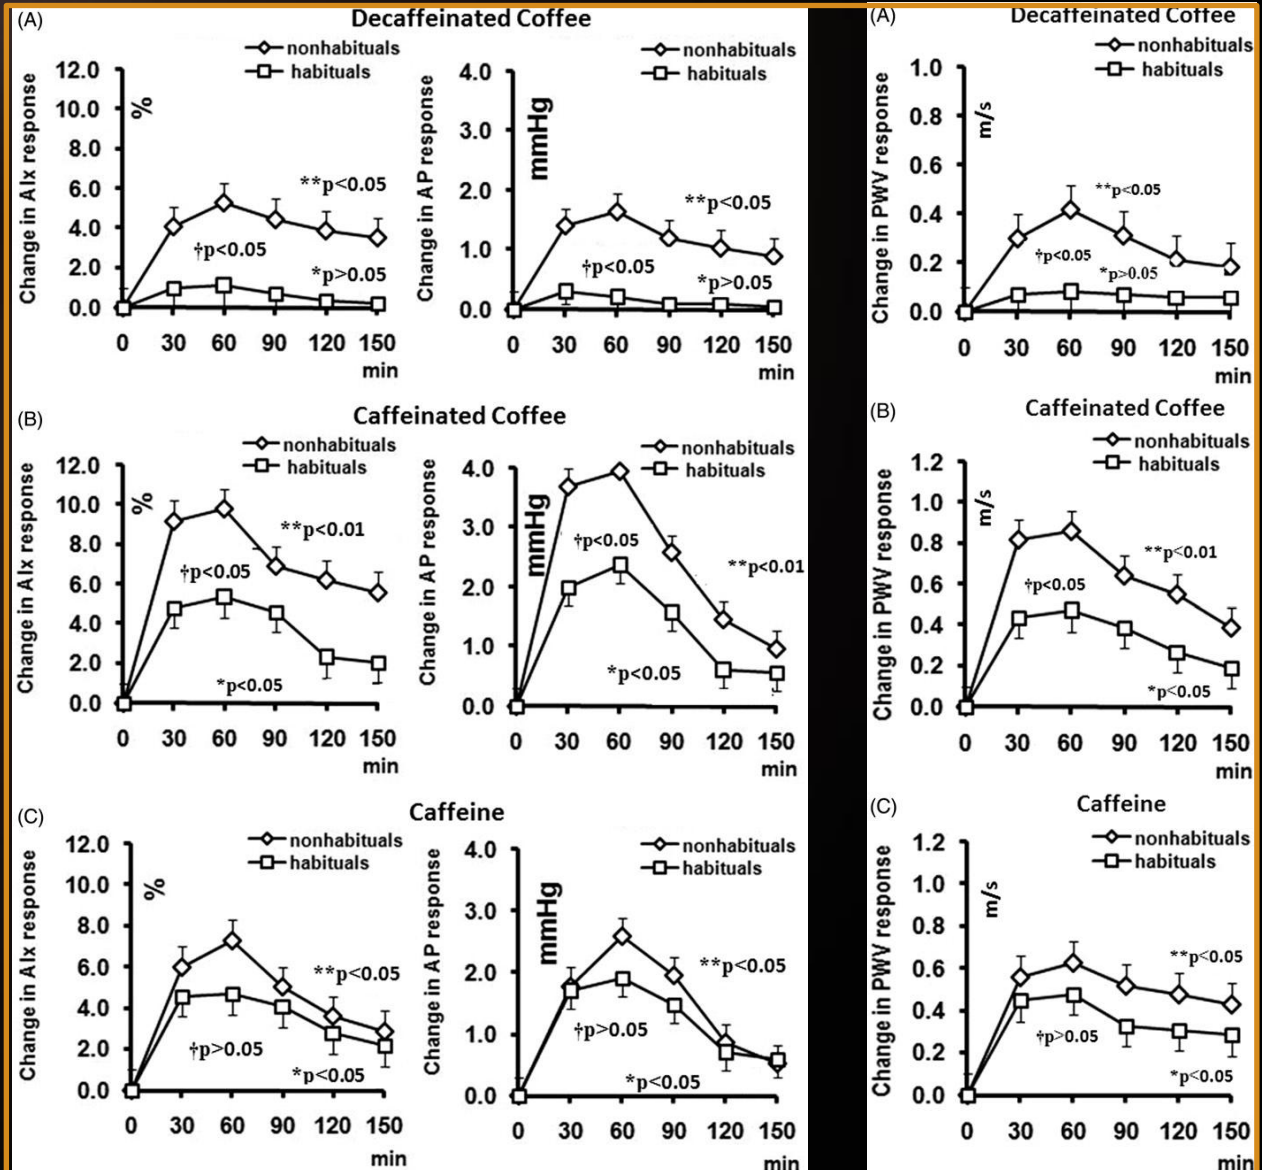 (A)
Decaffeinated Coffee
nonhabituals
habituals
Change in AIx response
%
12.0
10.0
8.0
6.0
4.0
2.0
0.0
**p<0.05
†p<0.05
*p>0.05
0 30 60 90 120 150
min
nonhabituals
habituals
Change in AP response
mmHg
4.0
3.0
2.0
1.0
0.0
**p<0.05
†p<0.05
*p>0.05
0 30 60 90 120 150
min
(A)
Decaffeinated Coffee
nonhabituals
habituals
Change in PWV response
m/s
1.0
0.8
0.6
0.4
0.2
0.0
**p<0.05
†p<0.05
*p>0.05
0 30 60 90 120 150
min
(B)
Caffeinated Coffee
nonhabituals
habituals
Change in AIx response
%
12.0
10.0
8.0
6.0
4.0
2.0
0.0
**p<0.01
†p<0.05
*p<0.05
0 30 60 90 120 150
min
nonhabituals
habituals
Change in AP response
mmHg
4.0
3.0
2.0
1.0
0.0
†p<0.05
**p<0.01
*p<0.05
0 30 60 90 120 150
min
(B)
Caffeinated Coffee
nonhabituals
habituals
Change in PWV response
m/s
1.2
1.0
0.8
0.6
0.4
0.2
0.0
**p<0.01
†p<0.05
*p<0.05
0 30 60 90 120 150
min
(C)
Caffeine
nonhabituals
habituals
Change in AIx response
%
12.0
10.0
8.0
6.0
4.0
2.0
0.0
**p<0.05
†p>0.05
*p<0.05
0 30 60 90 120 150
min
nonhabituals
habituals
Change in AP response
mmHg
4.0
3.0
2.0
1.0
0.0
**p<0.05
†p>0.05
*p<0.05
0 30 60 90 120 150
min
(C)
Caffeine
nonhabituals
habituals
Change in PWV response
m/s
1.2
1.0
0.8
0.6
0.4
0.2
0.0
**p<0.05
†p>0.05
*p<0.05
0 30 60 90 120 150
min